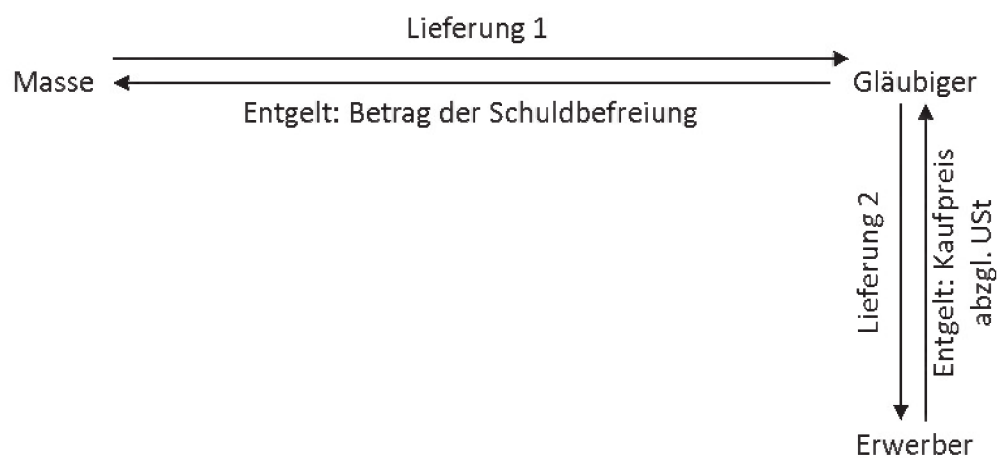 Lieferung 1
Masse
Gläubiger
Entgelt: Betrag der Schuldbefreiung
Lieferung 2
Entgelt: Kaufpreis
abzgl. USt
Erwerber